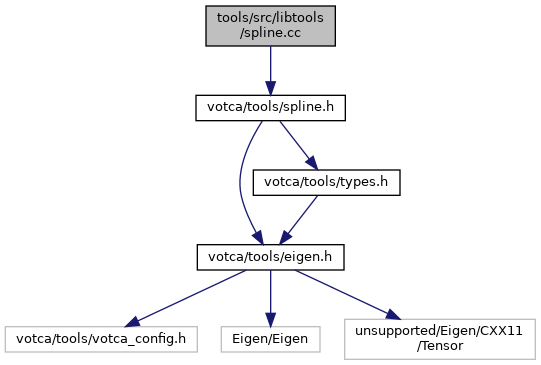 tools/src/libtools
/spline.cc
votca/tools/spline.h
votca/tools/types.h
votca/tools/eigen.h
votca/tools/votca_config.h
Eigen/Eigen
unsupported/Eigen/CXX11
/Tensor